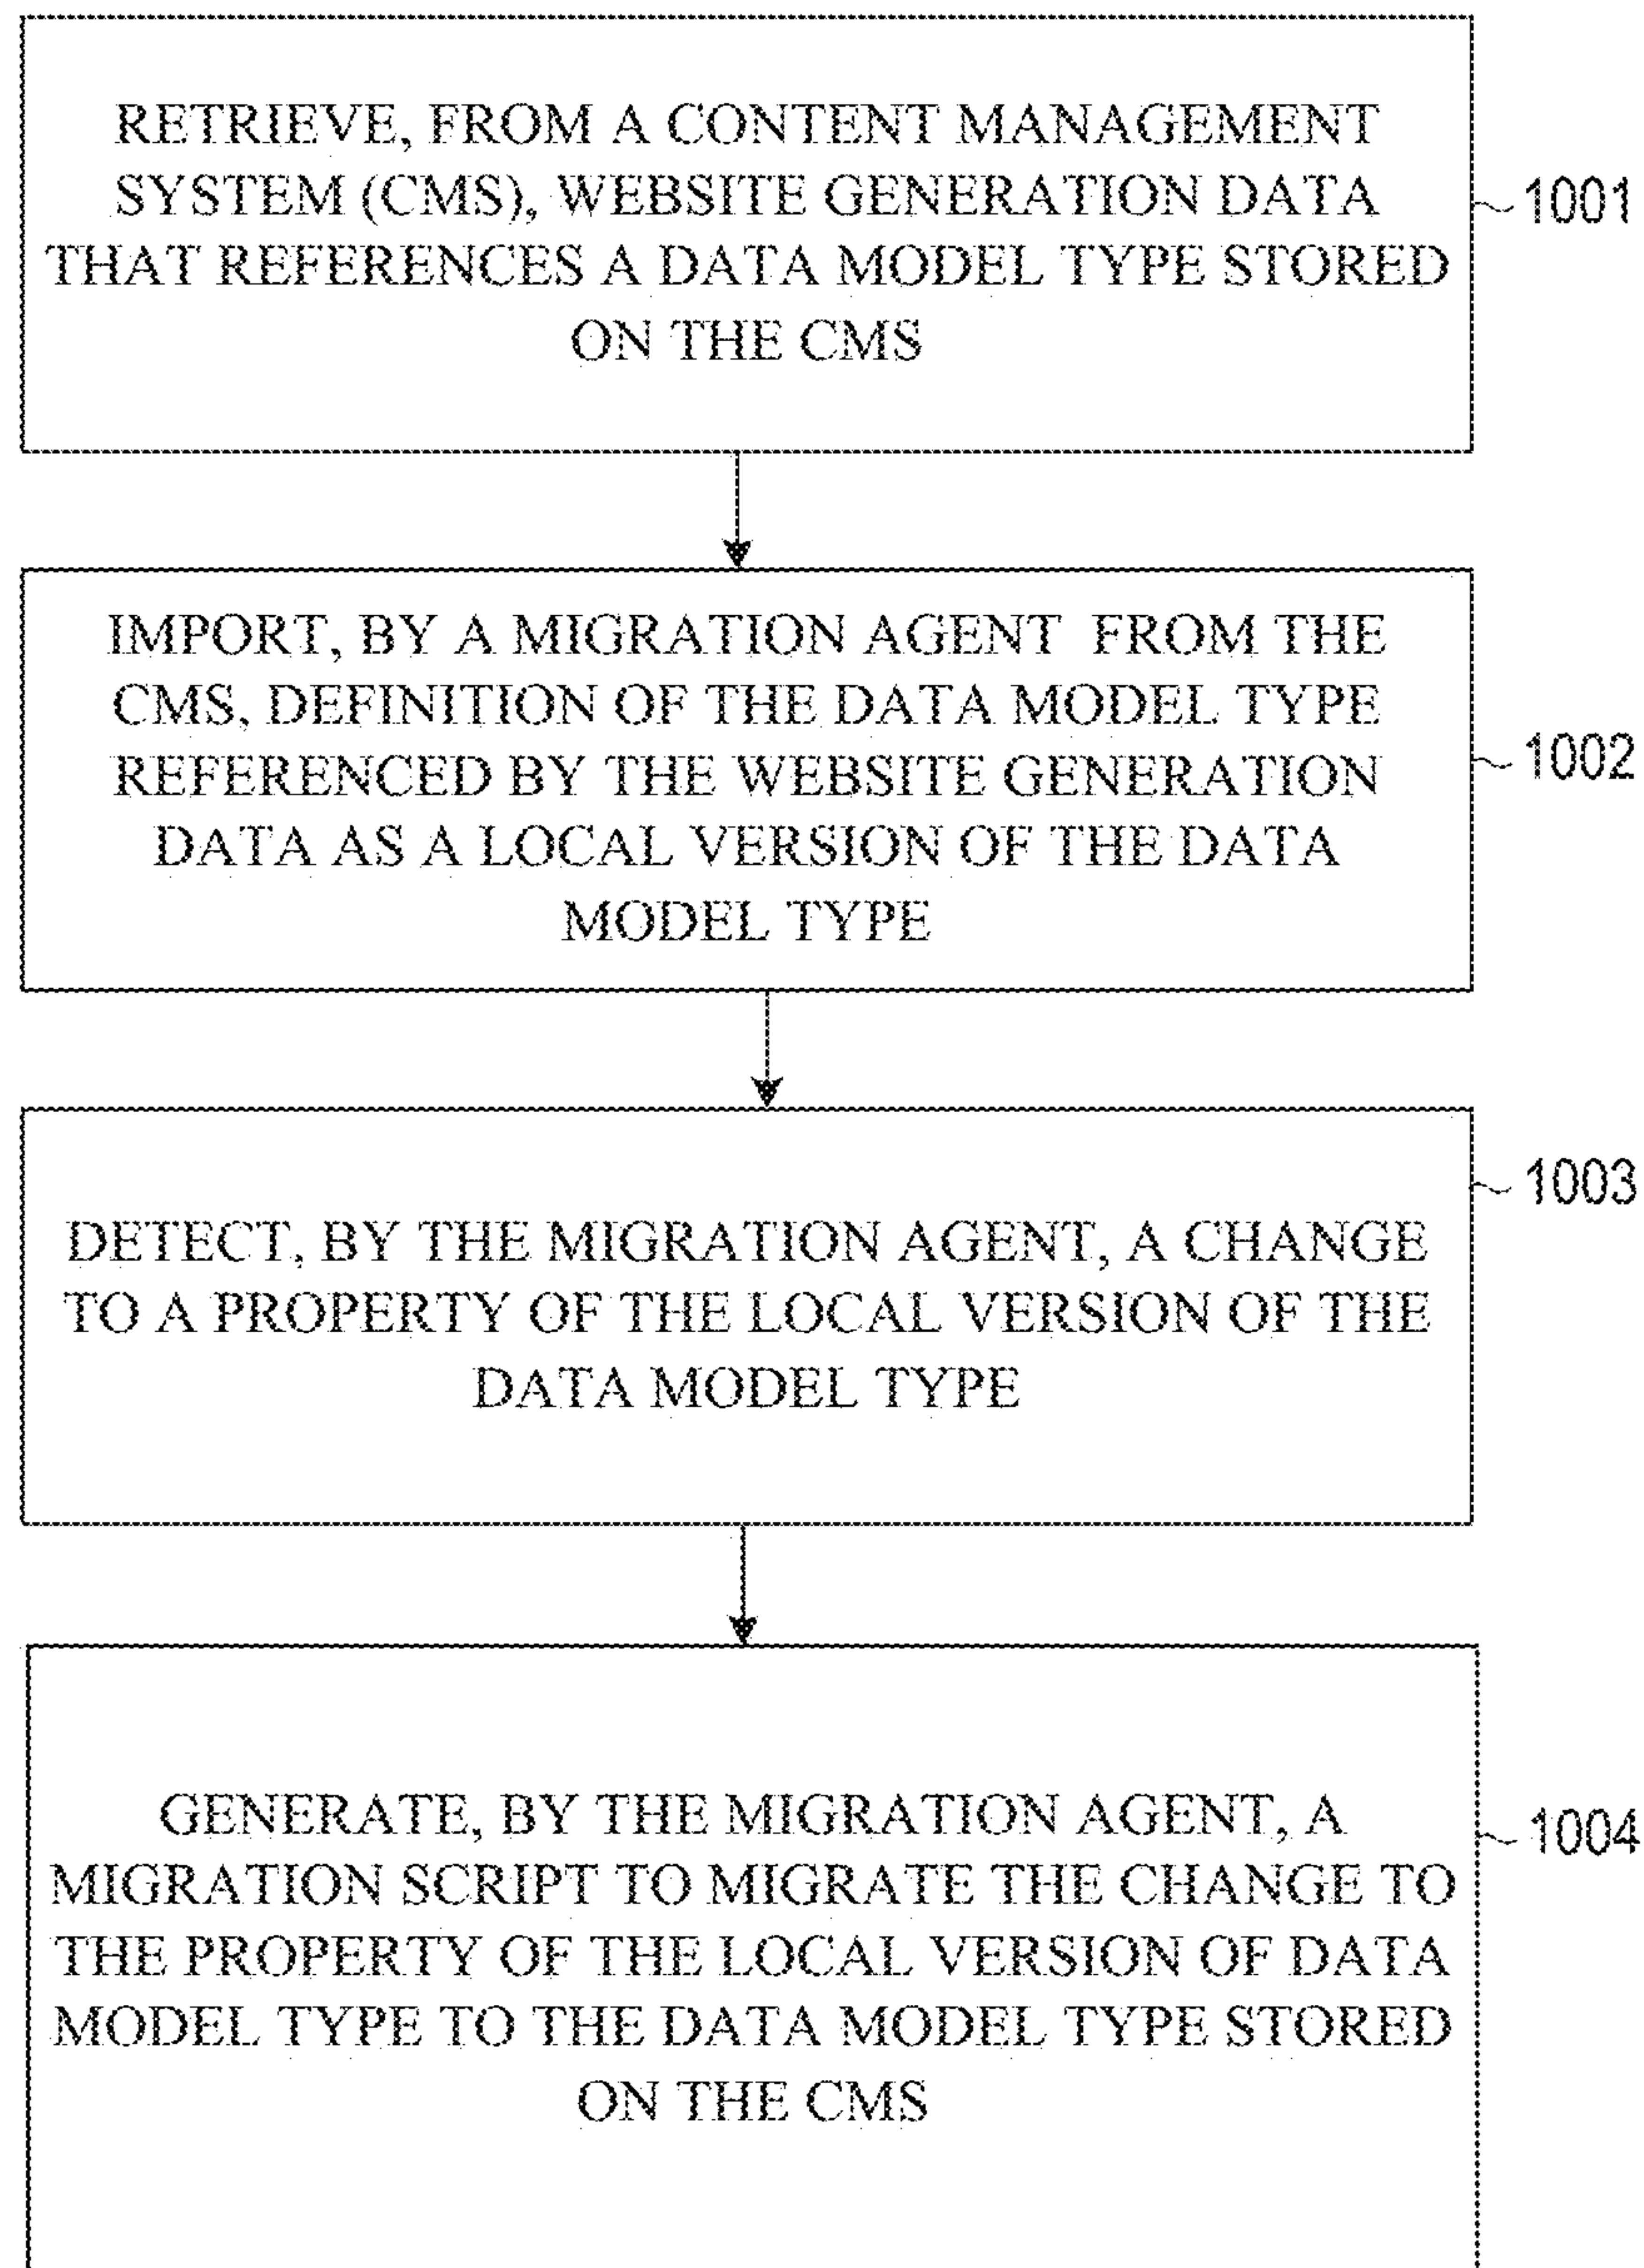 RETRIEVE, FROM A CONTENT MANAGEMENT
SYSTEM (CMS), WEBSITE GENERATION DATA
THAT REFERENCES A DATA MODEL TYPE STORED
ON THE CMS
1001
IMPORT, BY A MIGRATION AGENT FROM THE
CMS, DEFINITION OF THE DATA MODEL TYPE
REFERENCED BY THE WEBSITE GENERATION
DATA AS A LOCAL VERSION OF THE DATA
MODEL TYPE
1002
DETECT, BY THE MIGRATION AGENT, A CHANGE
TO A PROPERTY OF THE LOCAL VERSION OF THE
DATA MODEL TYPE
1003
GENERATE, BY THE MIGRATION AGENT, A
MIGRATION SCRIPT TO MIGRATE THE CHANGE TO
THE PROPERTY OF THE LOCAL VERSION OF DATA
MODEL TYPE TO THE DATA MODEL TYPE STORED
ON THE CMS
1004